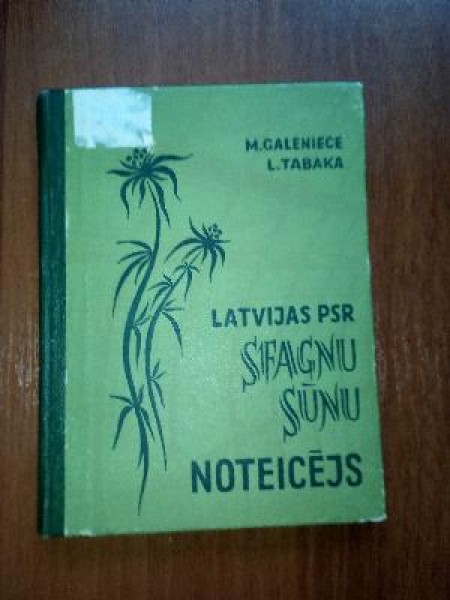 M.GALENIECE
L.TABAKA
LATVIJAS PSR
SFAGNU
SŪNU
NOTEICĒJS